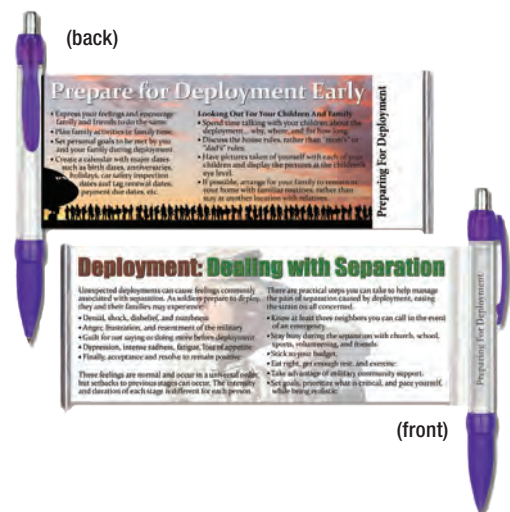 (back)
Prepare for Deployment Early
• Express your feelings and encourage
family and friends to do the same.
• Plan family activities or family time.
• Set personal goals to be met by you
and your family during deployment.
• Create a calendar with major dates
such as birth dates, anniversaries,
holidays, car safety inspection
dates and tag renewal dates,
payment due dates, etc.
Looking Out For Your Children And Family
• Spend time talking with your children about the
deployment... why, where, and for how long.
• Discuss the house rules, rather than "mom's" or
"dad's" rules.
• Have pictures taken of yourself with each of your
children and display the pictures at the children's
eye level.
• If possible, arrange for your family to remain in
your home with familiar routines, rather than
stay at another location with relatives.
Preparing For Deployment
Deployment: Dealing with Separation
Unexpected deployments can cause feelings commonly
associated with separation. As soldiers prepare to deploy,
they and their families may experience:
• Denial, shock, disbelief, and numbness
• Anger, frustration, and resentment of the military
• Guilt for not saying or doing more before deployment
• Depression, intense sadness, fatigue, loss of appetite
• Finally, acceptance and resolve to remain positive
These feelings are normal and occur in a universal order,
but setbacks to previous stages can occur. The intensity
and duration of each stage is different for each person.
There are practical steps you can take to help manage
the pain of separation caused by deployment, easing
the strain on all concerned.
• Know at least three neighbors you can call in the event
of an emergency.
• Stay busy during the separation with church, school,
sports, volunteering, and friends.
• Stick to your budget.
• Eat right, get enough rest, and exercise.
• Take advantage of military community support.
• Set goals, prioritize what is critical, and pace yourself,
while being realistic.
Preparing For Deployment
(front)